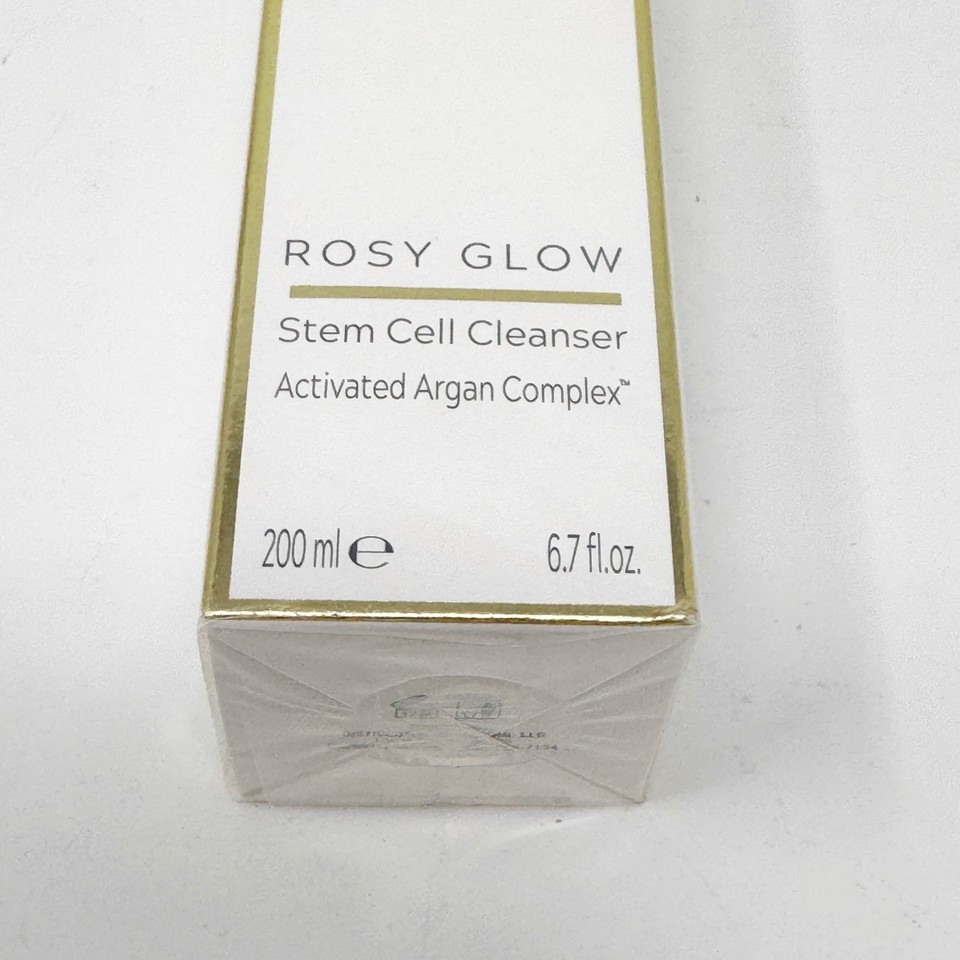 ROSY GLOW
Stem Cell Cleanser
Activated Argan Complex™
200 ml e
6.7 fl.oz.